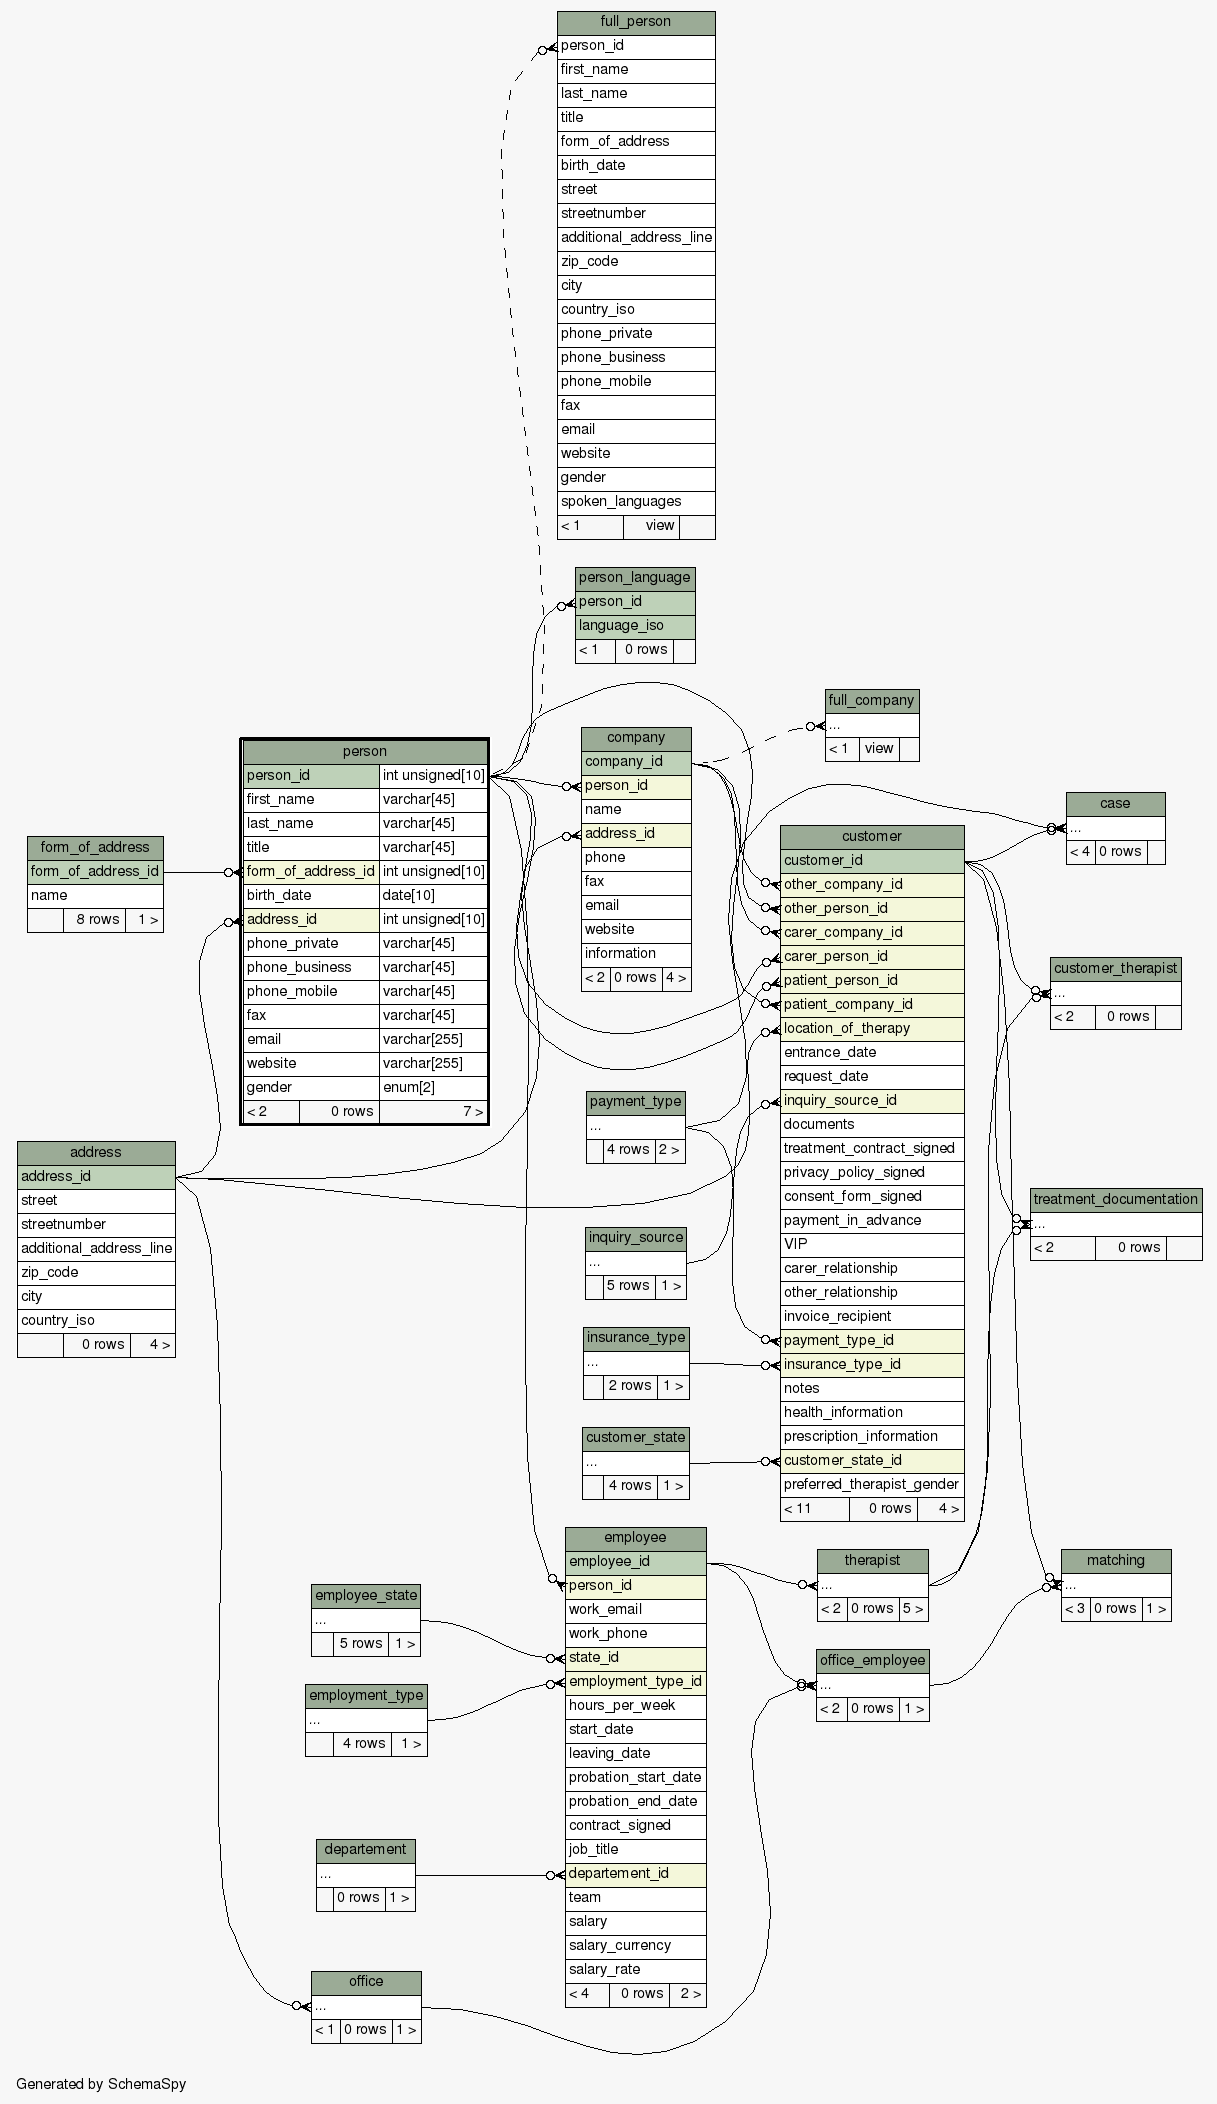 full_person
person_id
first_name
last_name
title
form_of_address
birth_date
street
streetnumber
additional_address_line
zip_code
city
country_iso
phone_private
phone_business
phone_mobile
fax
email
website
gender
spoken_languages
< 1 view
person_language
person_id
language_iso
< 1 0 rows
full_company
...
< 1 view
person
person_id int unsigned[10]
first_name varchar[45]
last_name varchar[45]
title varchar[45]
form_of_address_id int unsigned[10]
birth_date date[10]
address_id int unsigned[10]
phone_private varchar[45]
phone_business varchar[45]
phone_mobile varchar[45]
fax varchar[45]
email varchar[255]
website varchar[255]
gender enum[2]
< 2 0 rows 7 >
company
company_id
person_id
name
address_id
phone
fax
email
website
information
< 2 0 rows 4 >
case
...
< 4 0 rows
form_of_address
form_of_address_id
name
8 rows 1 >
customer
customer_id
other_company_id
other_person_id
carer_company_id
carer_person_id
patient_person_id
patient_company_id
location_of_therapy
entrance_date
request_date
inquiry_source_id
documents
treatment_contract_signed
privacy_policy_signed
consent_form_signed
payment_in_advance
VIP
carer_relationship
other_relationship
invoice_recipient
payment_type_id
insurance_type_id
notes
health_information
prescription_information
customer_state_id
preferred_therapist_gender
< 11 0 rows 4 >
customer_therapist
...
< 2 0 rows
payment_type
...
4 rows 2 >
address
address_id
street
streetnumber
additional_address_line
zip_code
city
country_iso
0 rows 4 >
treatment_documentation
...
< 2 0 rows
inquiry_source
...
5 rows 1 >
insurance_type
...
2 rows 1 >
customer_state
...
4 rows 1 >
employee
employee_id
person_id
work_email
work_phone
state_id
employment_type_id
hours_per_week
start_date
leaving_date
probation_start_date
probation_end_date
contract_signed
job_title
departement_id
team
salary
salary_currency
salary_rate
< 4 0 rows 2 >
therapist
...
< 2 0 rows 5 >
matching
...
< 3 0 rows 1 >
employee_state
...
5 rows 1 >
office_employee
...
< 2 0 rows 1 >
employment_type
...
4 rows 1 >
departement
...
0 rows 1 >
office
...
< 1 0 rows 1 >
Generated by SchemaSpy